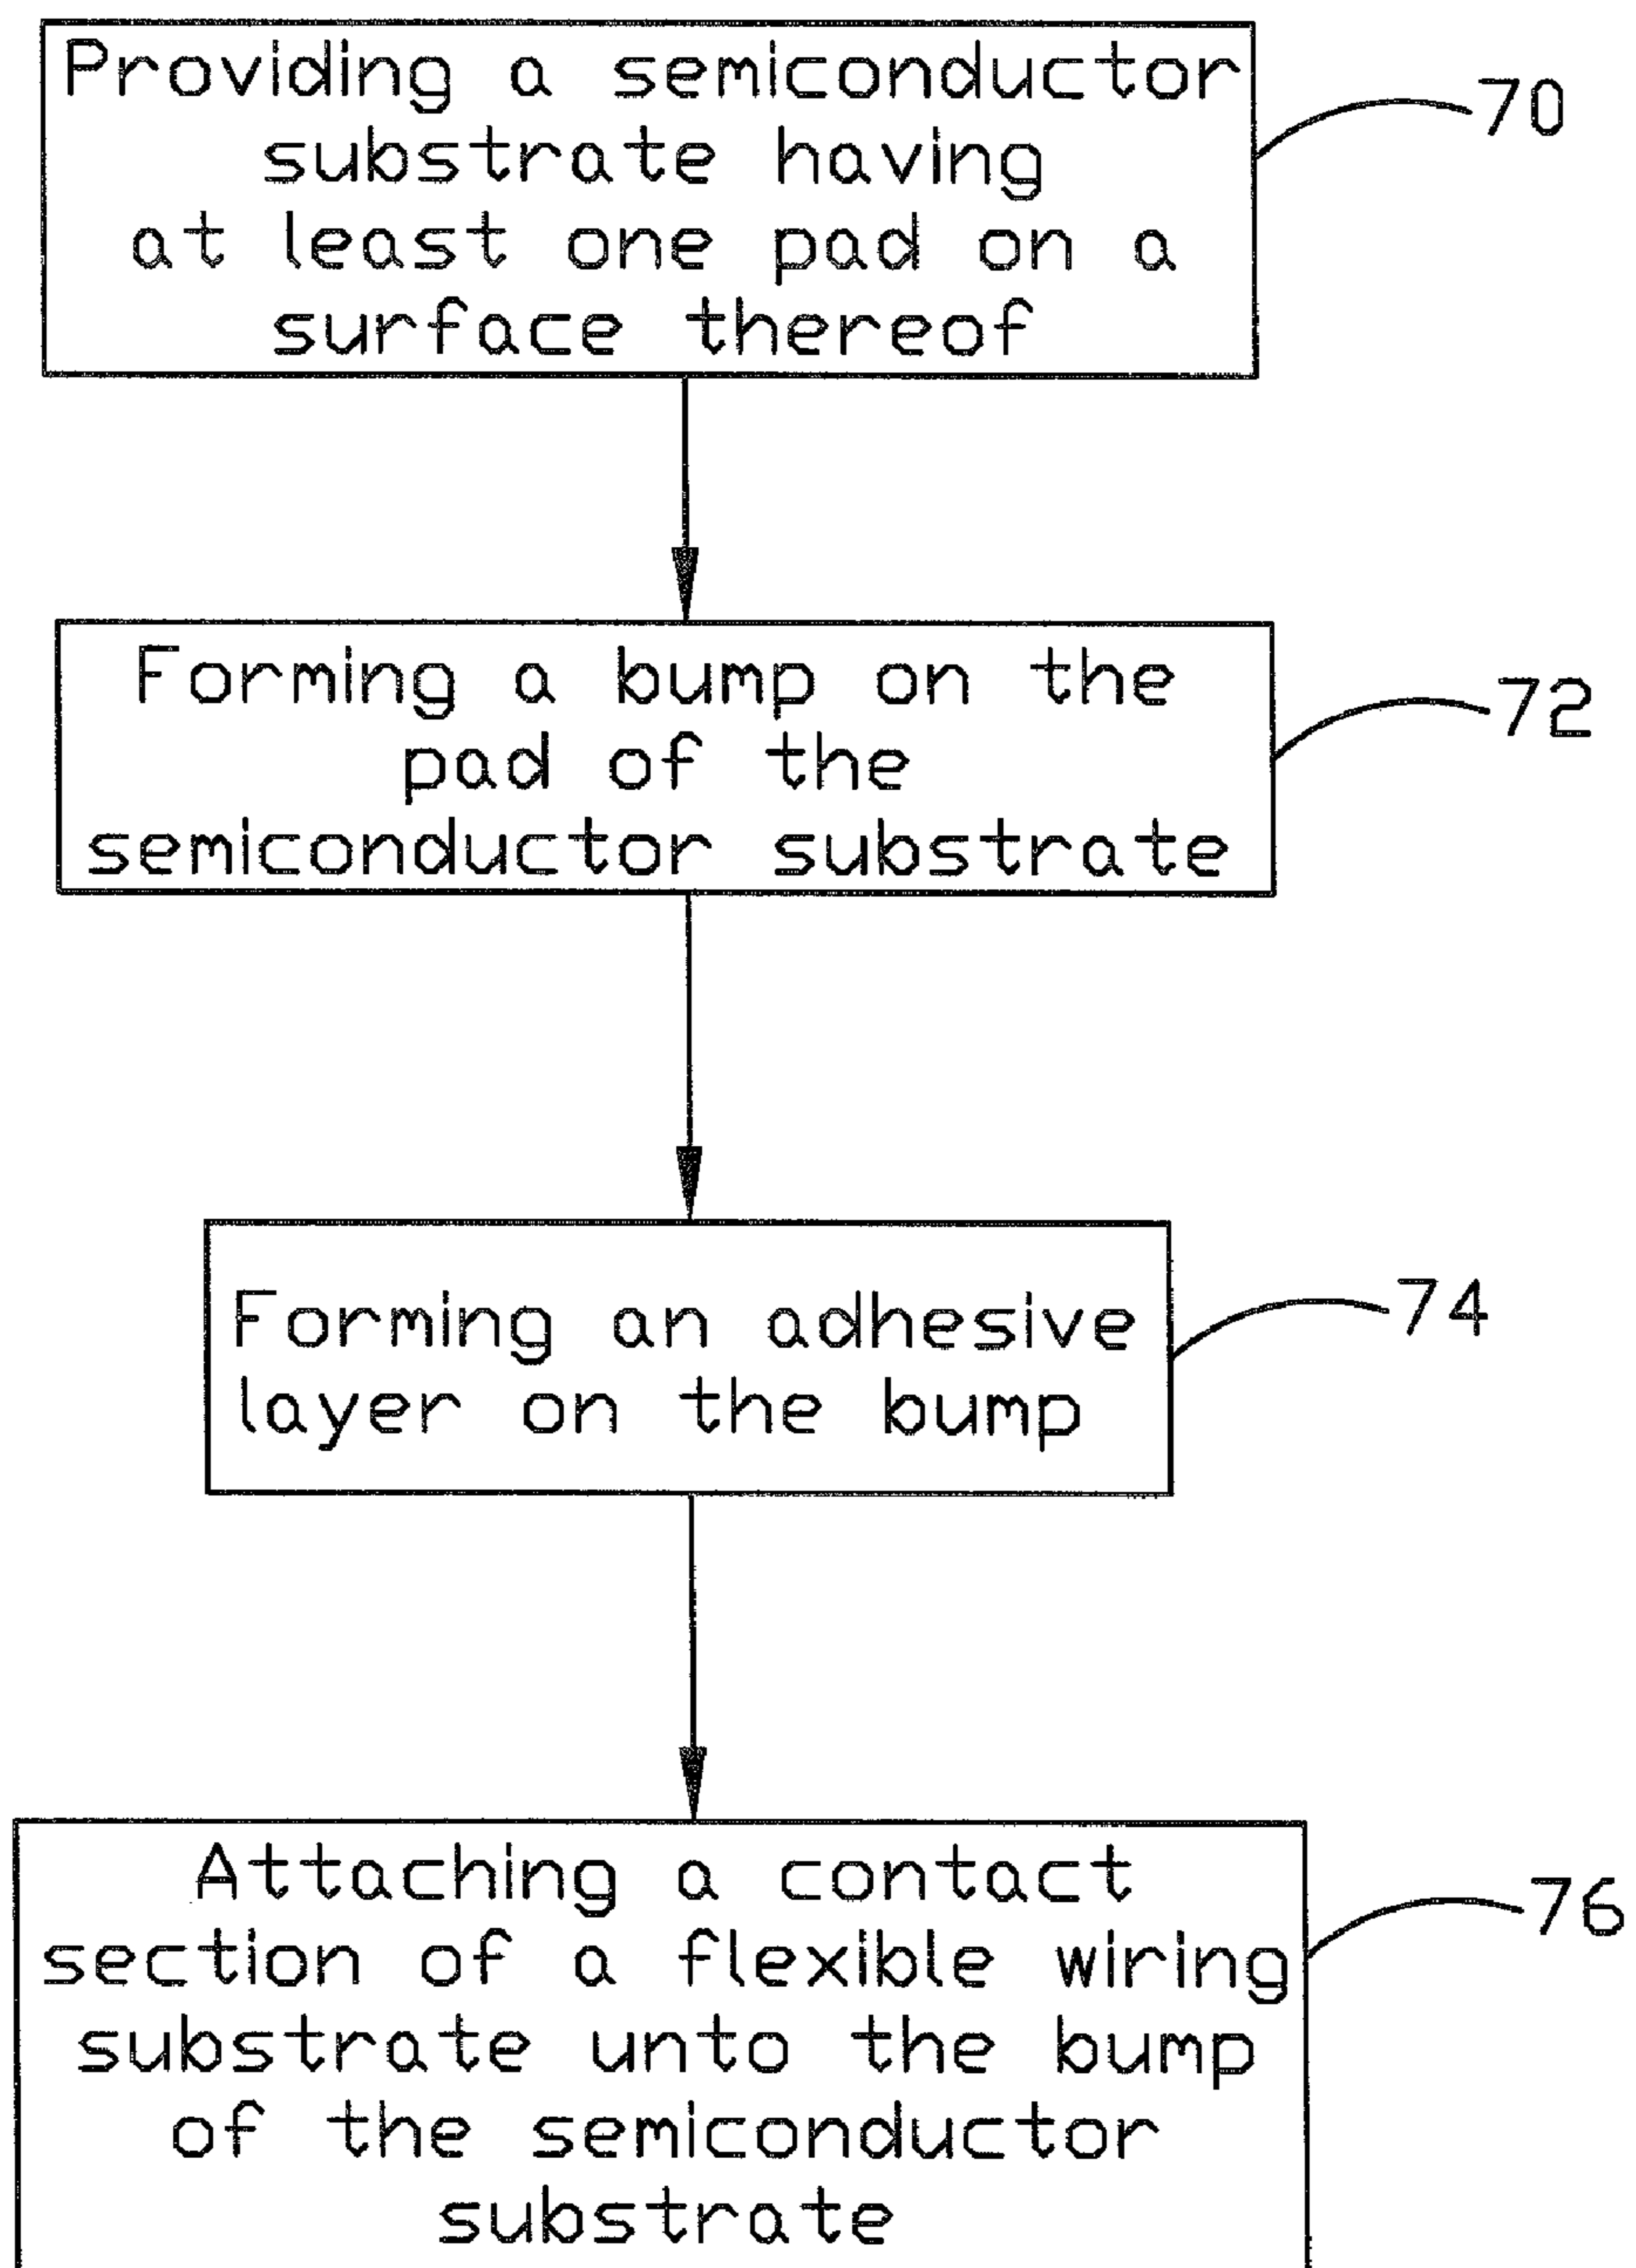 Providing a semiconductor
substrate having
at least one pad on a
surface thereof
70
Forming a bump on the
pad of the
semiconductor substrate
72
Forming an adhesive
layer on the bump
74
Attaching a contact
section of a flexible wiring
substrate unto the bump
of the semiconductor
substrate
76